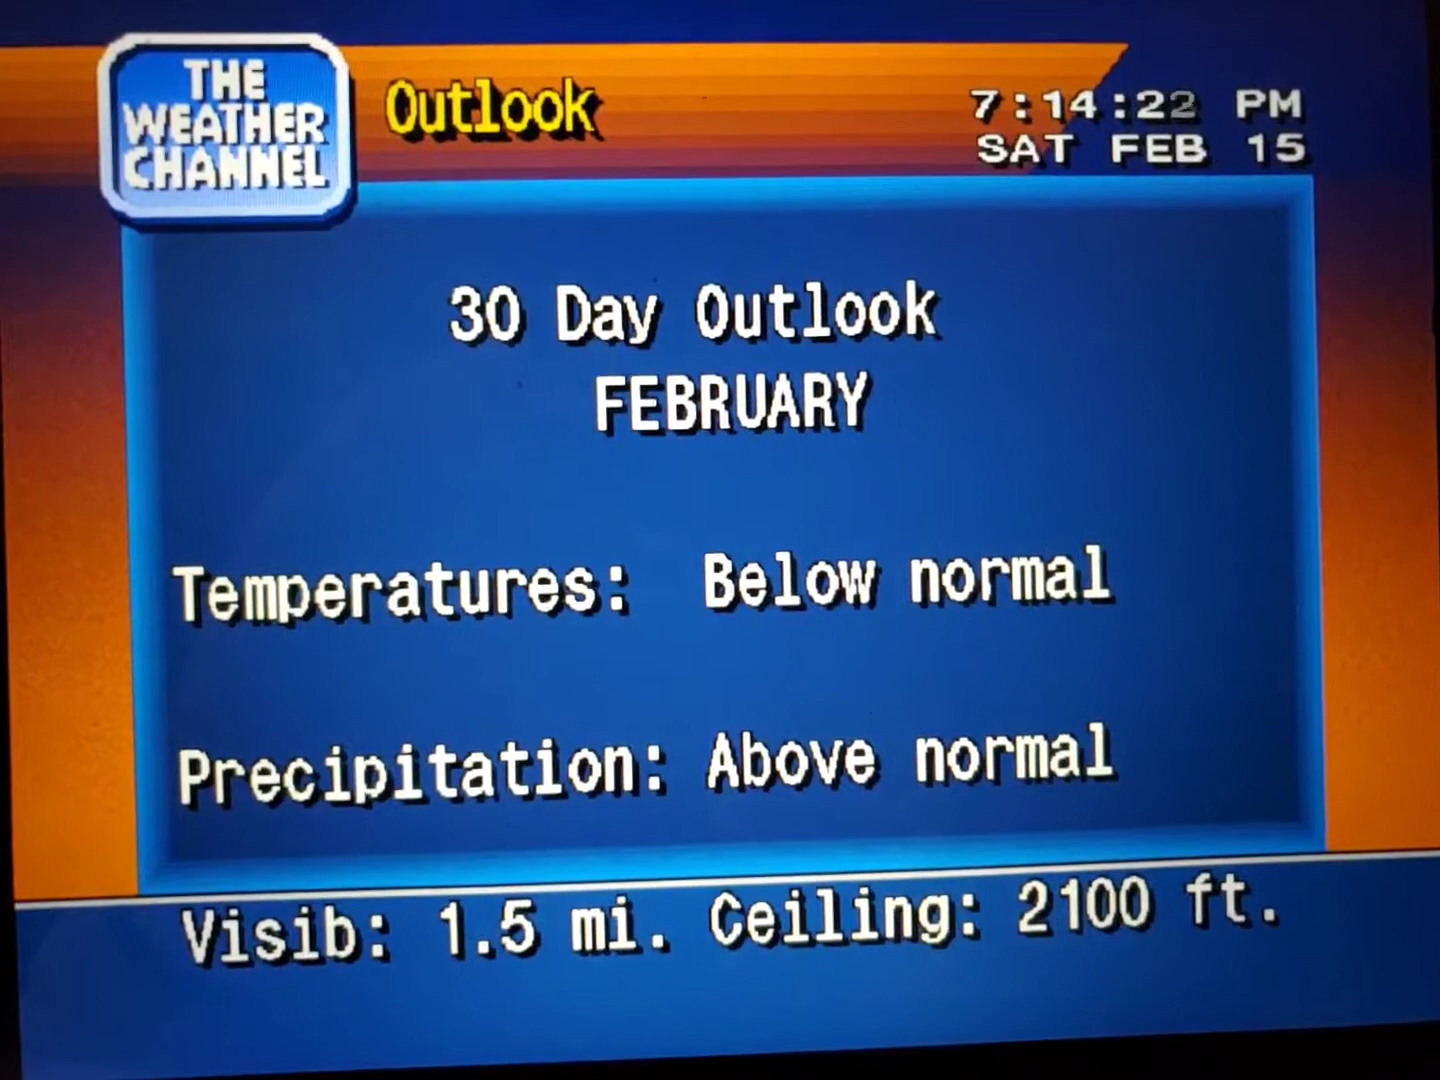 THE
WEATHER
CHANNEL
Outlook
7:14:22 PM
SAT FEB 15
30 Day Outlook
FEBRUARY
Temperatures: Below normal
Precipitation: Above normal
Visib: 1.5 mi. Ceiling: 2100 ft.